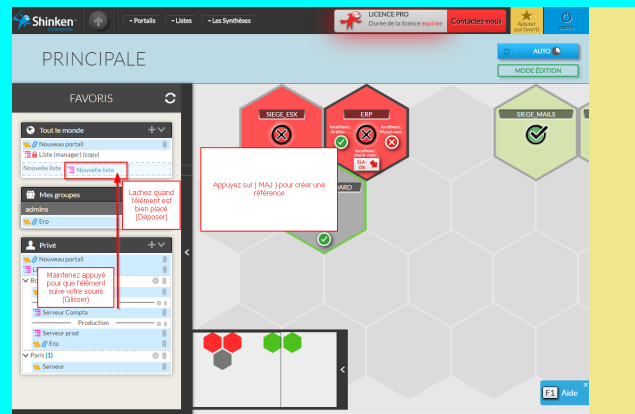 Shinken
Enterprise
Portails
Listes
Les Synthèses
LICENCE PRO
Durée de la licence expirée
Contactez-nous
Ajouter
aux favoris
admin
PRINCIPALE
AUTO
MODE ÉDITION
FAVORIS
Tout le monde
Nouveau portail
Liste (manager) (copy)
Nouvelle liste
Nouvelle liste
Mes groupes
admins
Erp
Lachez quand
l'élément est
bien placé
(Déposer)
Privé
Nouveau portail
Maintenez appuyé
pour que l'élément
suive votre souris
(Glisser)
Serveur Compta
Production
Serveur prod
Erp
Paris (1)
Serveur
SIEGE_ESX
ERP
SLA:
0%
SIEGE_MAILS
Appuyez sur ( MAJ ) pour créer une
référence
F1 Aide